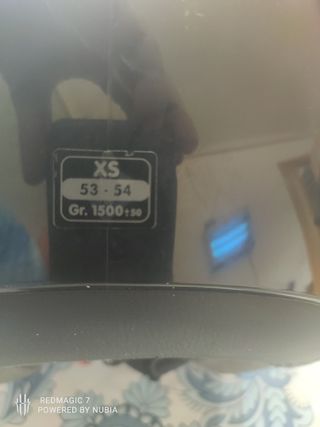 XS
53 - 54
Gr. 1500±50
REDMAGIC 7
POWERED BY NUBIA